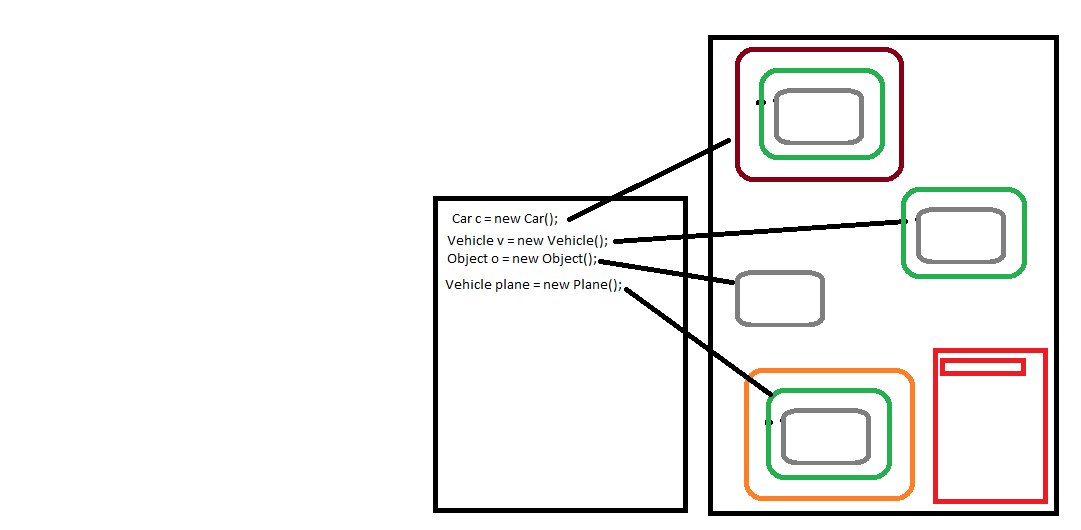 Car c = new Car();
Vehicle v = new Vehicle();
Object o = new Object();
Vehicle plane = new Plane();